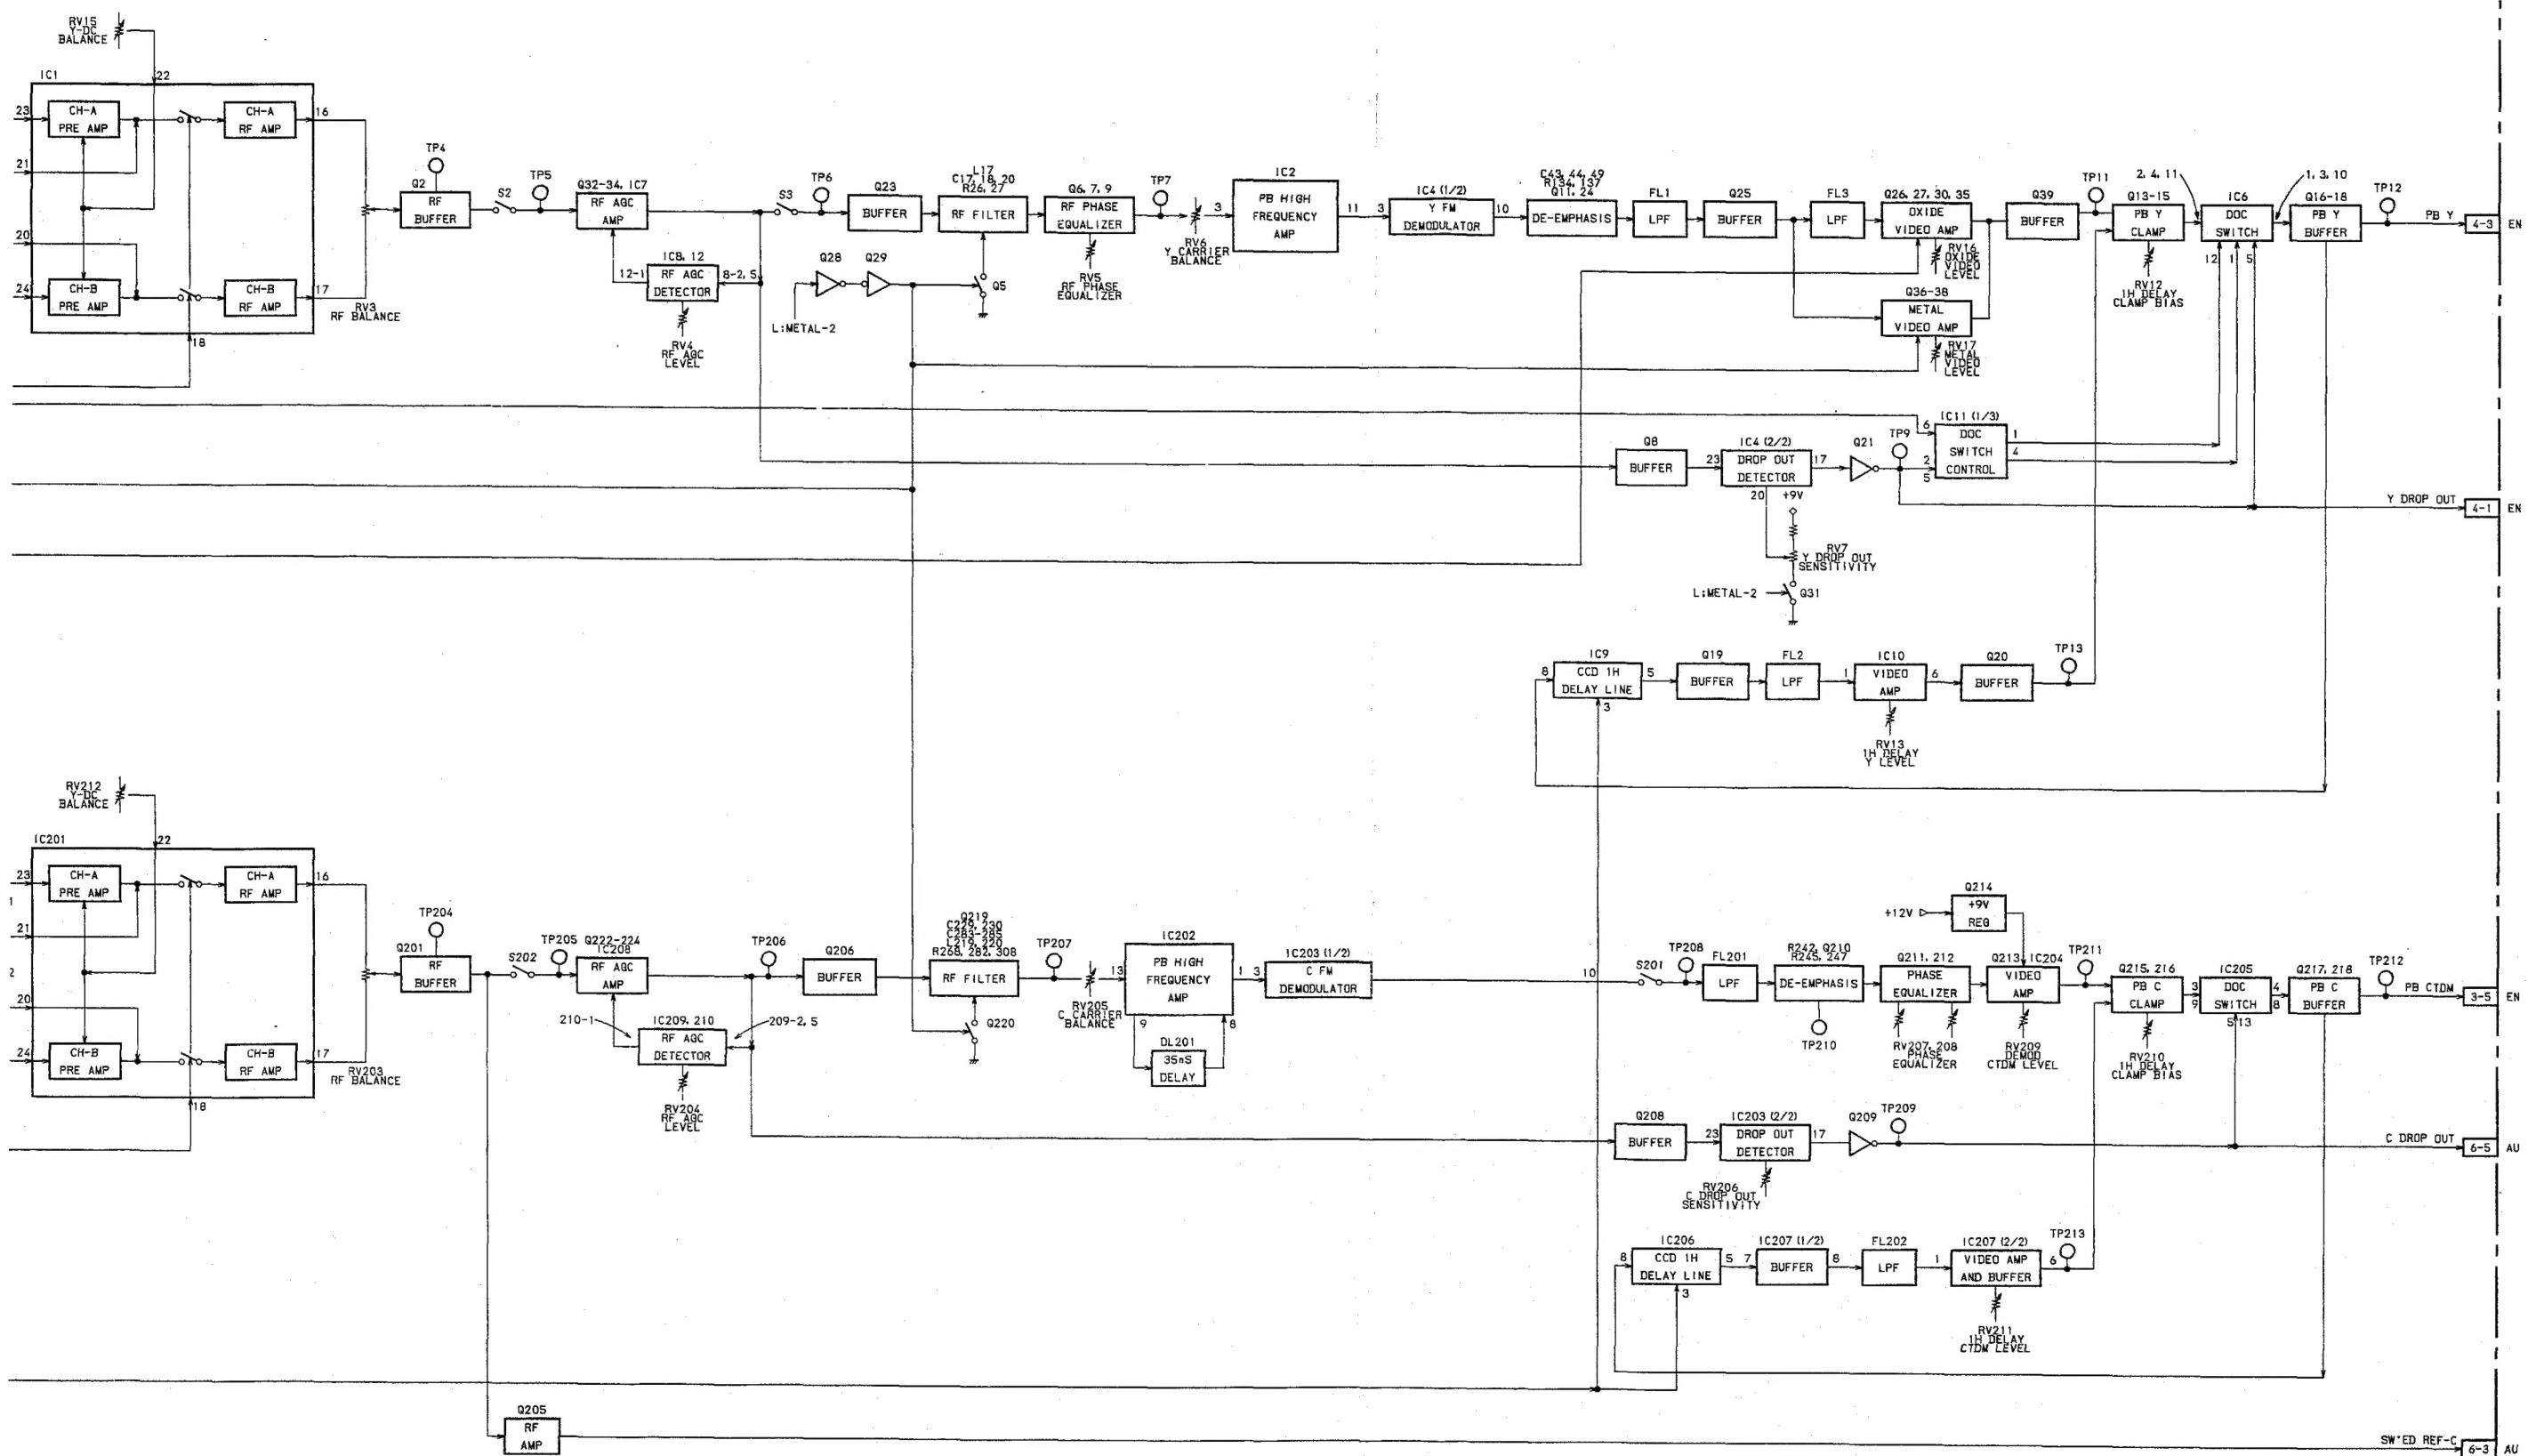 RV15
Y-DC
BALANCE
IC1
22
23
CH-A
PRE AMP
CH-A
RF AMP
16
21
20
24
CH-B
PRE AMP
CH-B
RF AMP
17
18
RV3
RF BALANCE
TP4
Q2
RF
BUFFER
S2
TP5
Q32-34, IC7
RF AGC
AMP
IC8, 12
12-1
RF AGC
DETECTOR
8-2, 5
RV4
RF AGC
LEVEL
S3
TP6
Q23
BUFFER
Q28
Q29
L:METAL-2
L17
C17, 18, 20
R26, 27
RF FILTER
Q5
Q6, 7, 9
RF PHASE
EQUALIZER
RV5
RF PHASE
EQUALIZER
TP7
RV6
Y CARRIER
BALANCE
3
IC2
PB HIGH
FREQUENCY
AMP
11
3
IC4 (1/2)
Y FM
DEMODULATOR
10
C43, 44, 49
R134, 137
Q11, 24
DE-EMPHASIS
FL1
LPF
Q25
BUFFER
FL3
LPF
Q26, 27, 30, 35
OXIDE
VIDEO AMP
RV16
OXIDE
VIDEO
LEVEL
Q36-38
METAL
VIDEO AMP
RV17
METAL
VIDEO
LEVEL
Q39
BUFFER
TP11
Q13-15
PB Y
CLAMP
RV12
1H DELAY
CLAMP BIAS
2, 4, 11
IC6
DOC
SWITCH
12
1
5
1, 3, 10
Q16-18
PB Y
BUFFER
TP12
PB Y
4-3
EN
Q8
BUFFER
23
IC4 (2/2)
DROP OUT
DETECTOR
17
20
+9V
Q21
TP9
IC11 (1/3)
6
DOC
SWITCH
CONTROL
2
5
1
4
Y DROP OUT
4-1
EN
RV7
Y DROP OUT
SENSITIVITY
L:METAL-2
Q31
IC9
8
CCD 1H
DELAY LINE
5
3
Q19
BUFFER
FL2
LPF
1
IC10
VIDEO
AMP
6
RV13
1H DELAY
Y LEVEL
Q20
BUFFER
TP13
RV212
Y-DC
BALANCE
IC201
22
23
CH-A
PRE AMP
CH-A
RF AMP
16
1
21
2
20
24
CH-B
PRE AMP
CH-B
RF AMP
17
18
RV203
RF BALANCE
TP204
Q201
RF
BUFFER
S202
TP205
Q222-224
IC208
RF AGC
AMP
210-1
IC209, 210
RF AGC
DETECTOR
209-2, 5
RV204
RF AGC
LEVEL
TP206
Q206
BUFFER
Q219
C229, 230
C283-285
L219, 220
R268, 282, 308
RF FILTER
Q220
TP207
RV205
C CARRIER
BALANCE
13
IC202
PB HIGH
FREQUENCY
AMP
9
8
DL201
35nS
DELAY
1
3
IC203 (1/2)
C FM
DEMODULATOR
10
S201
TP208
FL201
LPF
R242, Q210
R245, 247
DE-EMPHASIS
TP210
Q211, 212
PHASE
EQUALIZER
RV207, 208
PHASE
EQUALIZER
+12V
Q214
+9V
REG
Q213, IC204
VIDEO
AMP
RV209
DEMOD
CTDM LEVEL
TP211
Q215, 216
PB C
CLAMP
RV210
1H DELAY
CLAMP BIAS
3
9
IC205
DOC
SWITCH
5
13
4
8
Q217, 218
PB C
BUFFER
TP212
PB CTDM
3-5
EN
Q208
BUFFER
23
IC203 (2/2)
DROP OUT
DETECTOR
17
RV206
C DROP OUT
SENSITIVITY
Q209
TP209
C DROP OUT
6-5
AU
IC206
8
CCD 1H
DELAY LINE
5
3
7
IC207 (1/2)
BUFFER
8
FL202
LPF
1
IC207 (2/2)
VIDEO AMP
AND BUFFER
6
TP213
RV211
1H DELAY
CTDM LEVEL
Q205
RF
AMP
SW'ED REF-C
6-3
AU